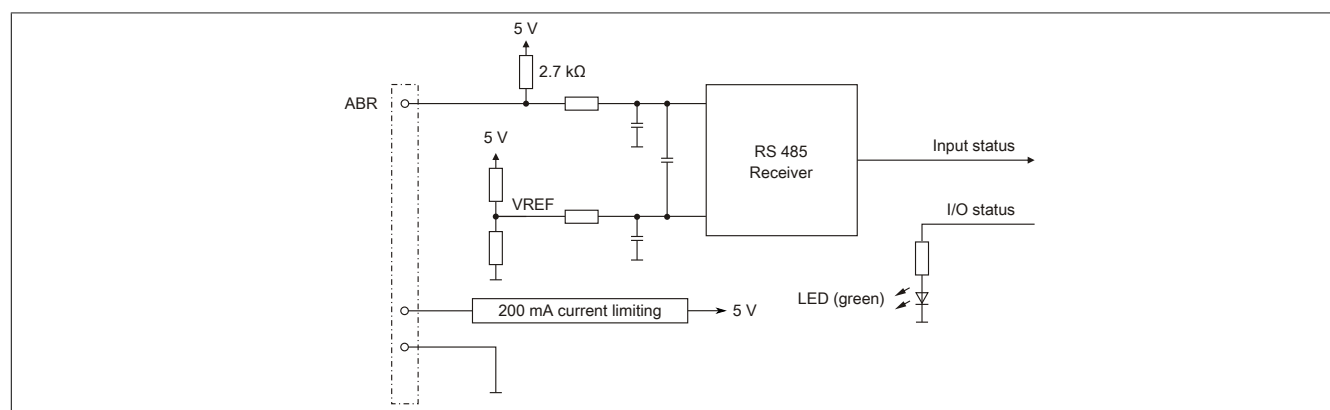 5 V
2.7 kΩ
ABR
5 V
VREF
RS 485
Receiver
Input status
I/O status
LED (green)
200 mA current limiting
5 V